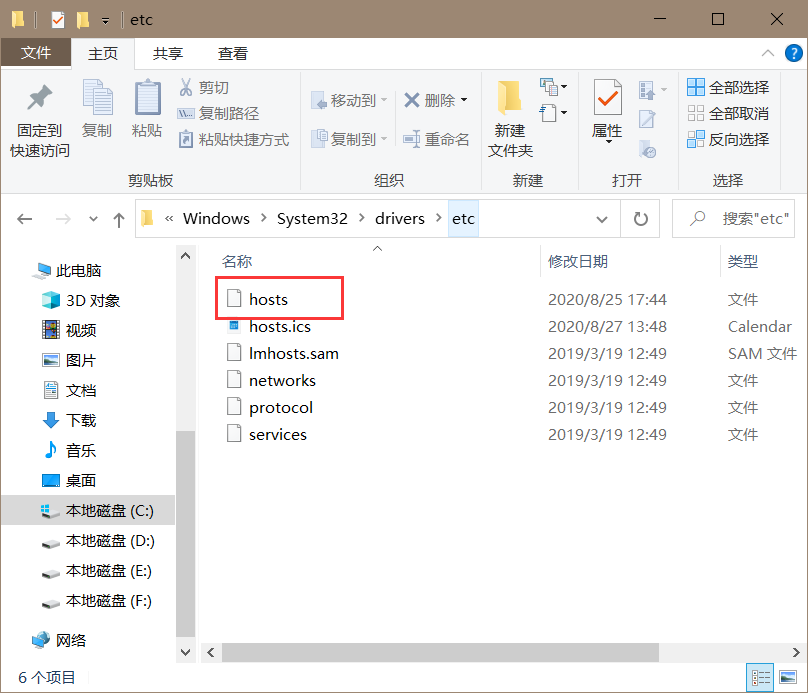 etc
文件 主页 共享 查看
固定到
快速访问
复制
粘贴
剪切
复制路径
粘贴快捷方式
剪贴板
移动到
复制到
删除
重命名
组织
新建
文件夹
新建
属性
打开
全部选择
全部取消
反向选择
选择
« Windows > System32 > drivers > etc
搜索"etc"
此电脑
3D 对象
视频
图片
文档
下载
音乐
桌面
本地磁盘 (C:)
本地磁盘 (D:)
本地磁盘 (E:)
本地磁盘 (F:)
网络
名称 修改日期 类型
hosts 2020/8/25 17:44 文件
hosts.ics 2020/8/27 13:48 Calendar
lmhosts.sam 2019/3/19 12:49 SAM 文件
networks 2019/3/19 12:49 文件
protocol 2019/3/19 12:49 文件
services 2019/3/19 12:49 文件
6 个项目